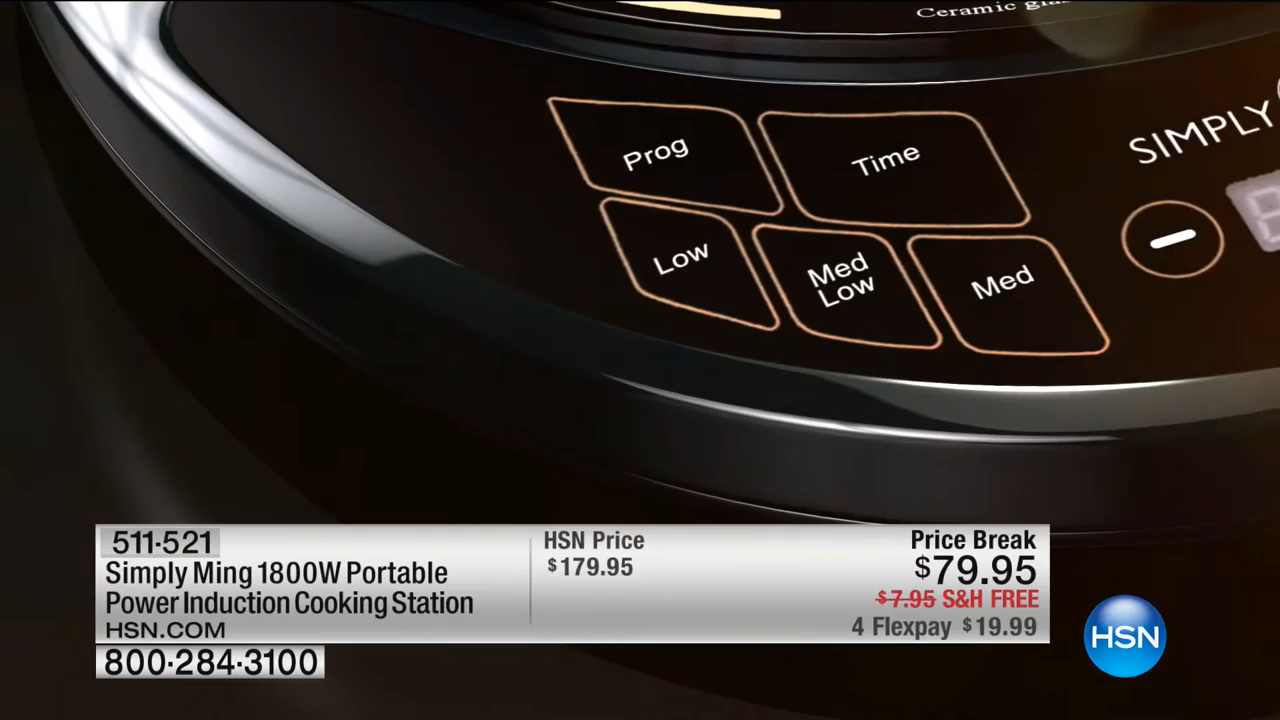 Ceramic
Prog
Time
SIMPLY
Low
Med
Low
Med
511-521
Simply Ming 1800W Portable
Power Induction Cooking Station
HSN.COM
800-284-3100
HSN Price
$179.95
Price Break
$79.95
$7.95 S&H FREE
4 Flexpay $19.99
HSN